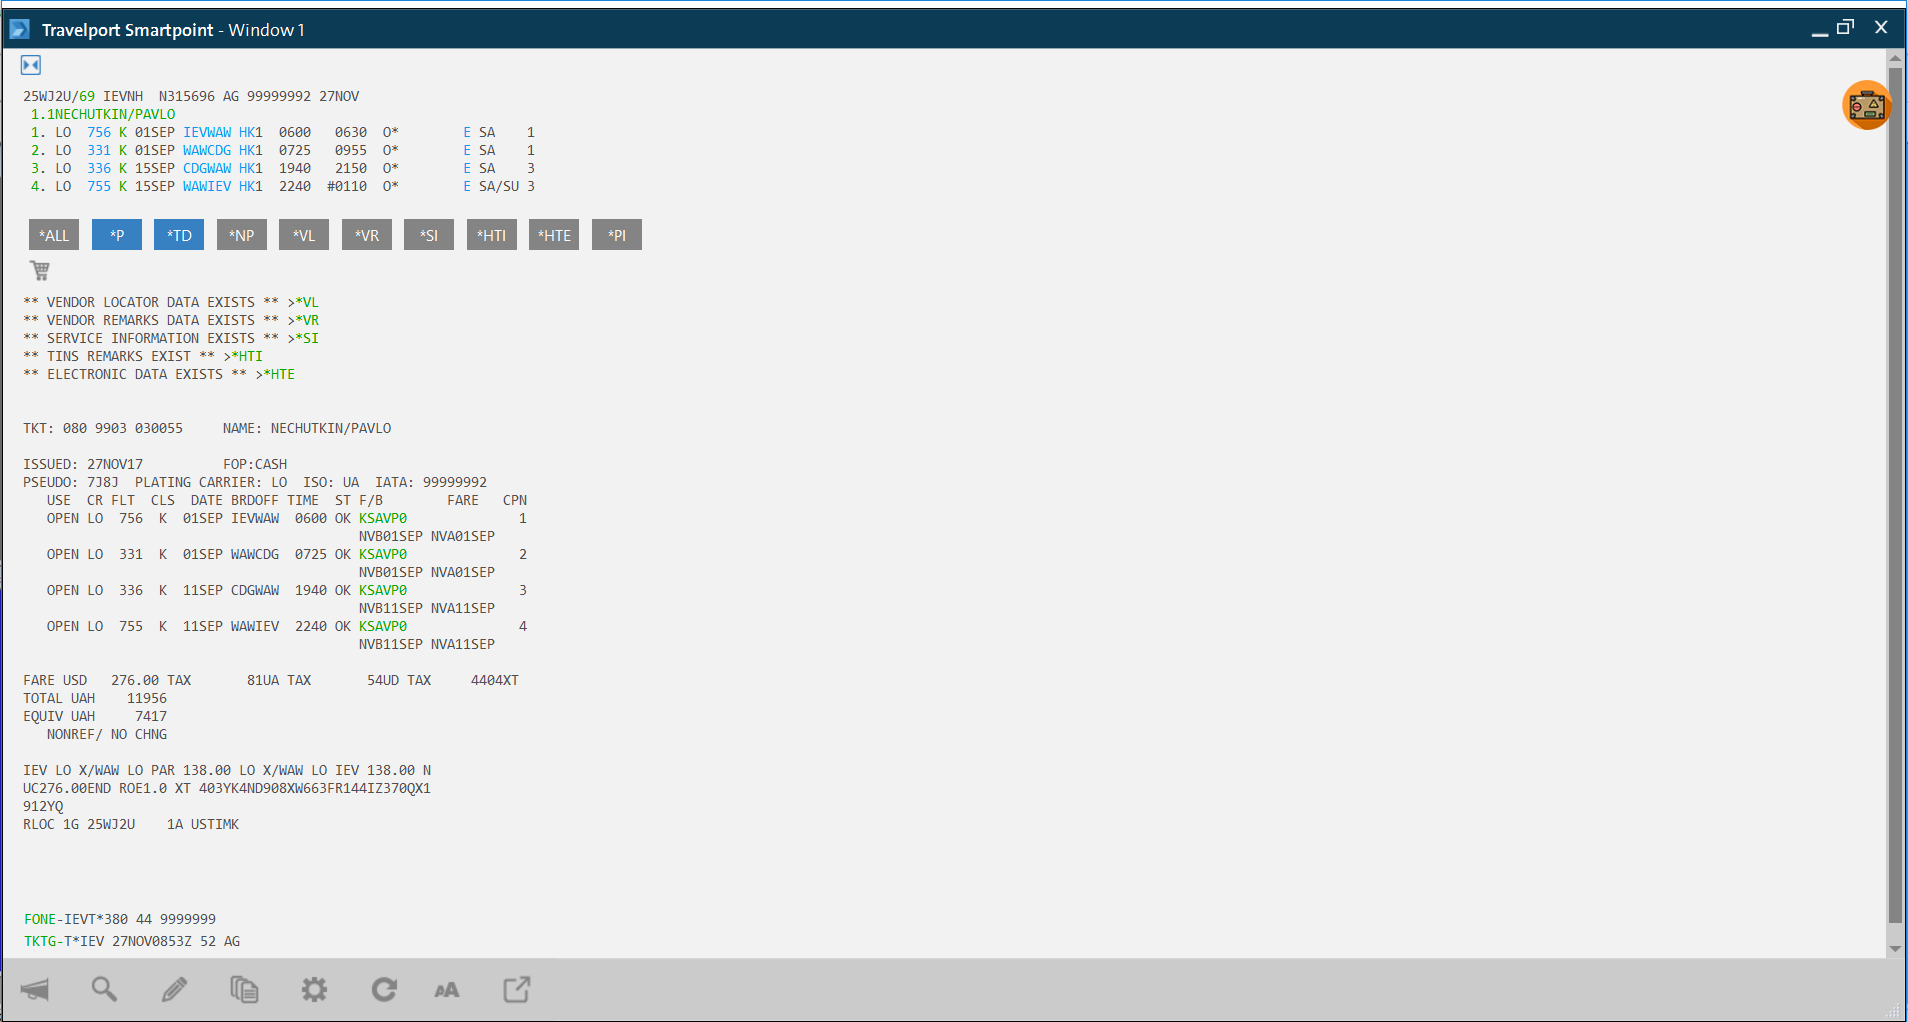 Travelport Smartpoint - Window 1
25WJ2U/69 IEVNH  N315696 AG 99999992 27NOV
1.1NECHUTKIN/PAVLO
1. LO  756 K 01SEP IEVWAW HK1  0600   0630  O*        E SA    1
2. LO  331 K 01SEP WAWCDG HK1  0725   0955  O*        E SA    1
3. LO  336 K 15SEP CDGWAW HK1  1940   2150  O*        E SA    3
4. LO  755 K 15SEP WAWIEV HK1  2240  #0110  O*        E SA/SU 3
*ALL *P *TD *NP *VL *VR *SI *HTI *HTE *PI
** VENDOR LOCATOR DATA EXISTS ** >*VL
** VENDOR REMARKS DATA EXISTS ** >*VR
** SERVICE INFORMATION EXISTS ** >*SI
** TINS REMARKS EXIST ** >*HTI
** ELECTRONIC DATA EXISTS ** >*HTE
TKT: 080 9903 030055     NAME: NECHUTKIN/PAVLO
ISSUED: 27NOV17          FOP:CASH
PSEUDO: 7J8J  PLATING CARRIER: LO  ISO: UA  IATA: 99999992
USE  CR FLT  CLS  DATE BRDOFF TIME  ST F/B        FARE   CPN
OPEN LO  756  K  01SEP IEVWAW  0600 OK KSAVP0              1
NVB01SEP NVA01SEP
OPEN LO  331  K  01SEP WAWCDG  0725 OK KSAVP0              2
NVB01SEP NVA01SEP
OPEN LO  336  K  11SEP CDGWAW  1940 OK KSAVP0              3
NVB11SEP NVA11SEP
OPEN LO  755  K  11SEP WAWIEV  2240 OK KSAVP0              4
NVB11SEP NVA11SEP
FARE USD   276.00 TAX       81UA TAX       54UD TAX     4404XT
TOTAL UAH    11956
EQUIV UAH     7417
NONREF/ NO CHNG
IEV LO X/WAW LO PAR 138.00 LO X/WAW LO IEV 138.00 N
UC276.00END ROE1.0 XT 403YK4ND908XW663FR144IZ370QX1
912YQ
RLOC 1G 25WJ2U    1A USTIMK
FONE-IEVT*380 44 9999999
TKTG-T*IEV 27NOV0853Z 52 AG
AA